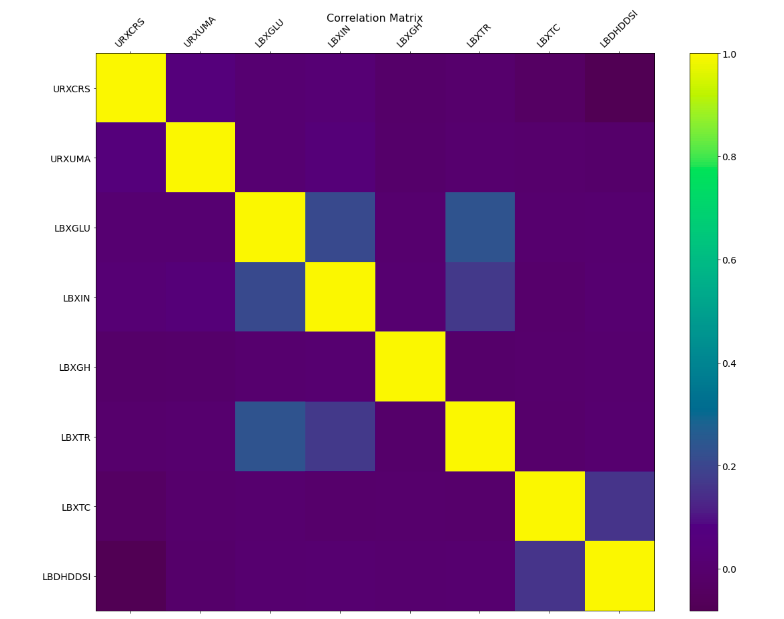 Correlation Matrix
URXCRS
URXUMA
LBXGLU
LBXIN
LBXGH
LBXTR
LBXTC
LBDHDDSI
URXCRS
URXUMA
LBXGLU
LBXIN
LBXGH
LBXTR
LBXTC
LBDHDDSI
1.0
0.8
0.6
0.4
0.2
0.0